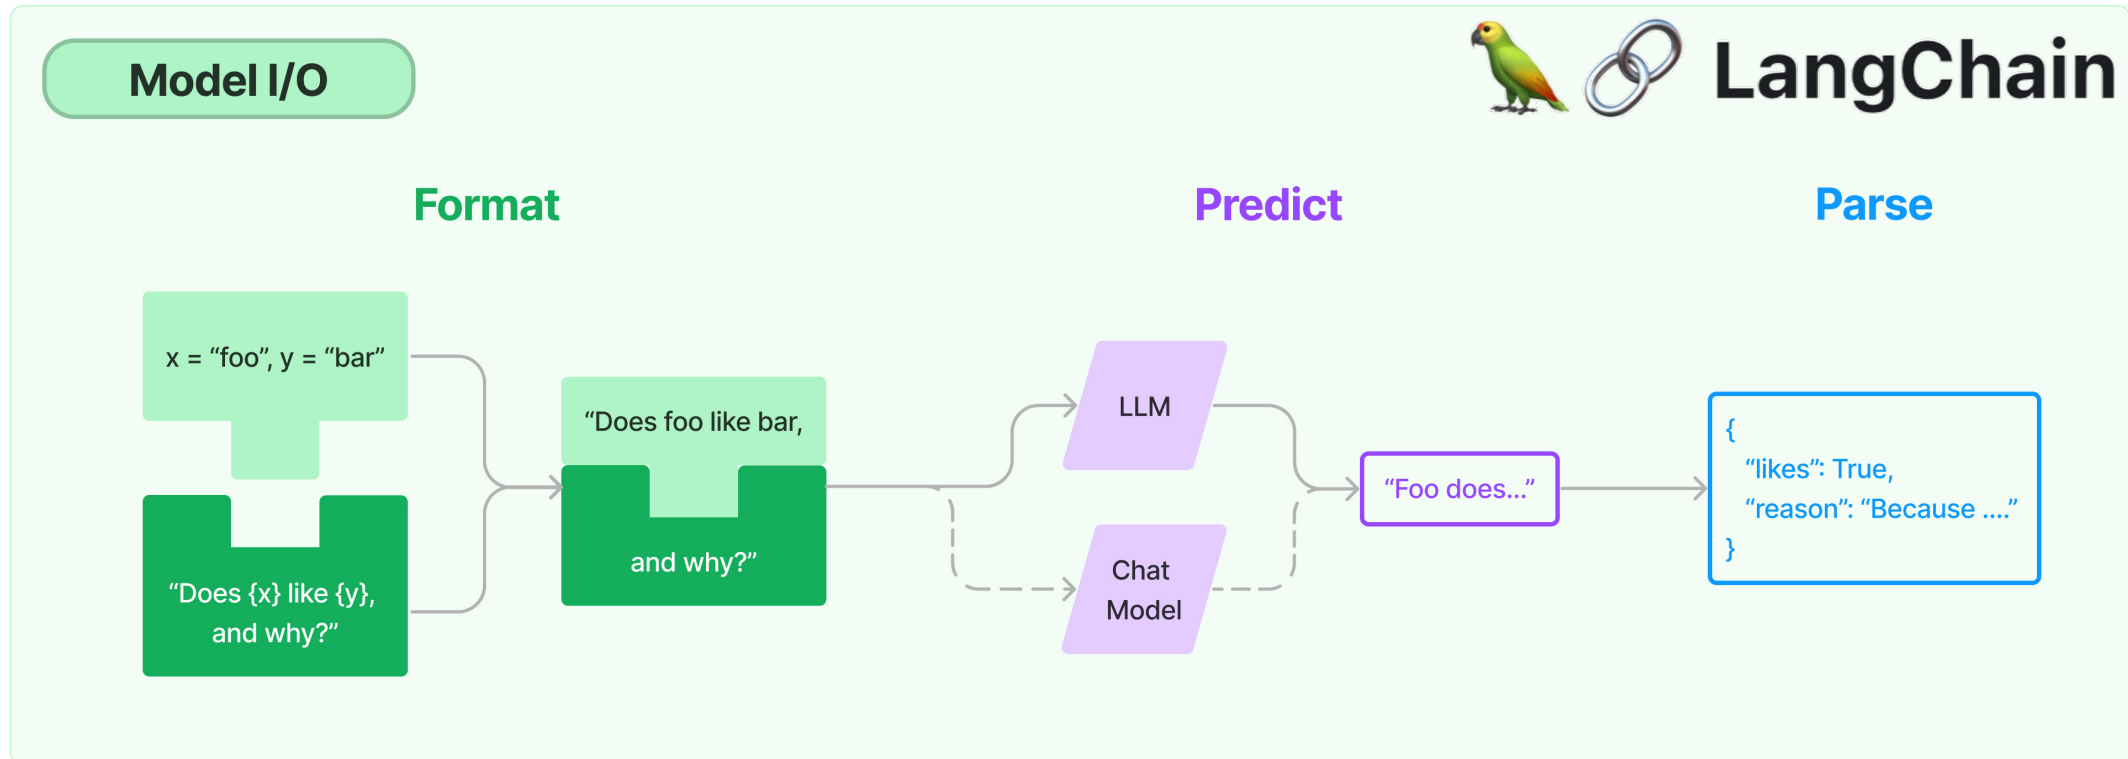 Model I/O
LangChain
Format
Predict
Parse
x = “foo”, y = “bar”
“Does {x} like {y},
and why?”
“Does foo like bar,
and why?”
LLM
Chat
Model
“Foo does...”
{
“likes”: True,
“reason”: “Because ....”
}